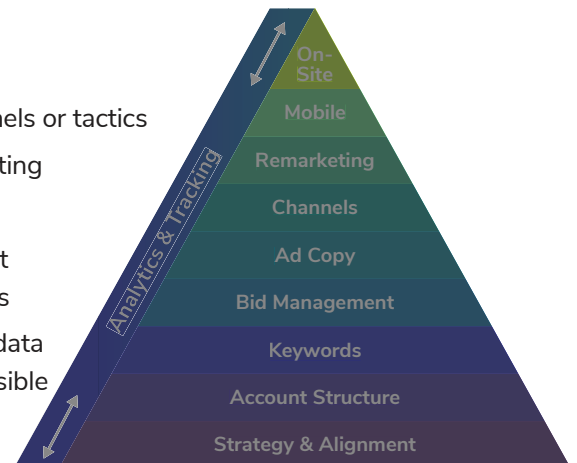 On-
Site
nels or tactics
Mobile
ting
Remarketing
Analytics & Tracking
Channels
t
Ad Copy
s
Bid Management
data
Keywords
sible
Account Structure
Strategy & Alignment